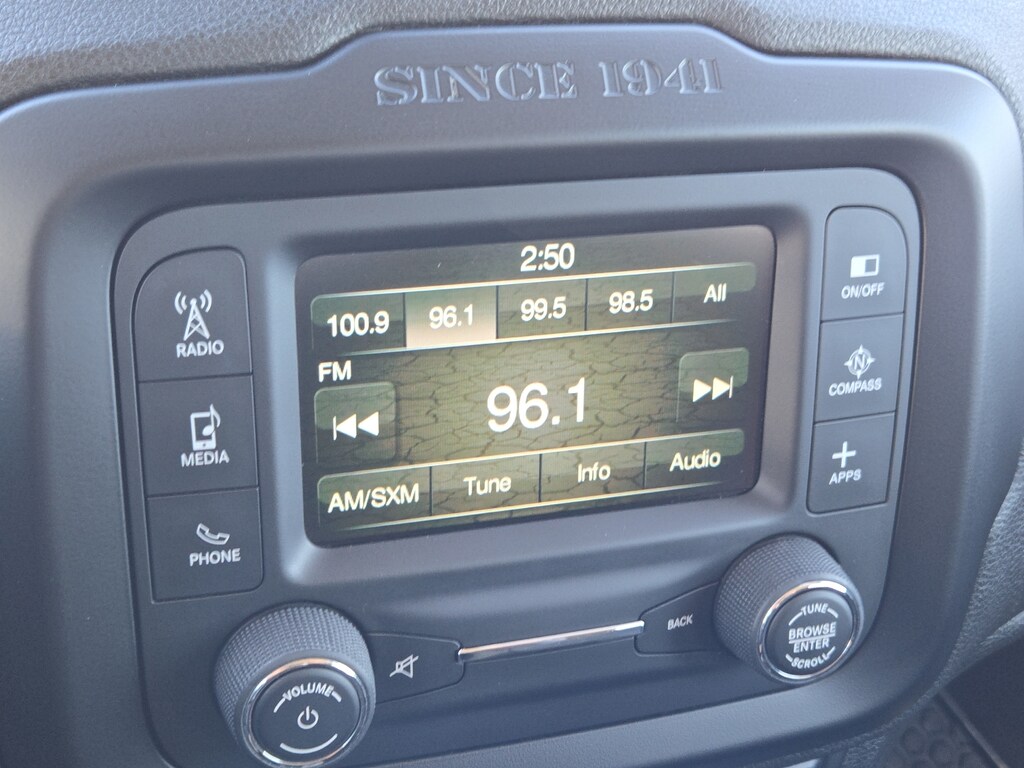 SINCE 1941
2:50
100.9 96.1 99.5 98.5 All
FM
96.1
AM/SXM Tune Info Audio
RADIO
MEDIA
PHONE
ON/OFF
N
COMPASS
APPS
VOLUME
BACK
TUNE
BROWSE
ENTER
SCROLL